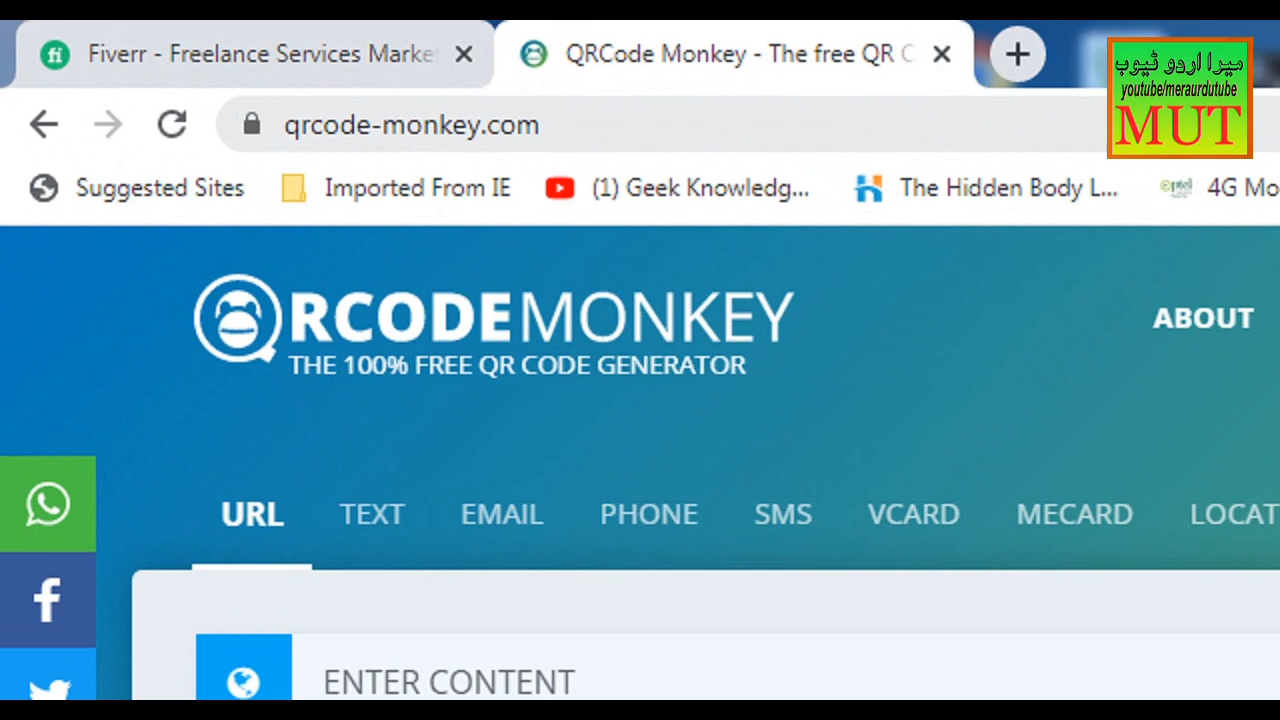 Fiverr - Freelance Services Marke
QRCode Monkey - The free QR C
میرا اردو ٹیوب
youtube/meraurdutube
MUT
qrcode-monkey.com
Suggested Sites
Imported From IE
(1) Geek Knowledg...
The Hidden Body L...
4G Mo
QRCODEMONKEY
THE 100% FREE QR CODE GENERATOR
ABOUT
URL TEXT EMAIL PHONE SMS VCARD MECARD LOCAT
ENTER CONTENT